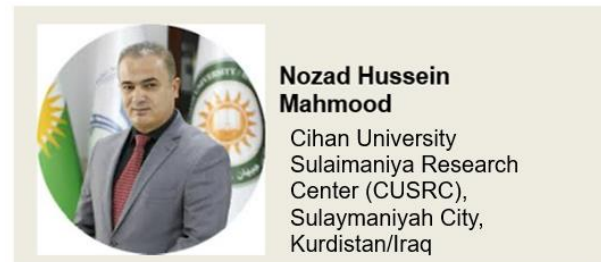 Nozad Hussein
Mahmood
Cihan University
Sulaimaniya Research
Center (CUSRC),
Sulaymaniyah City,
Kurdistan/Iraq